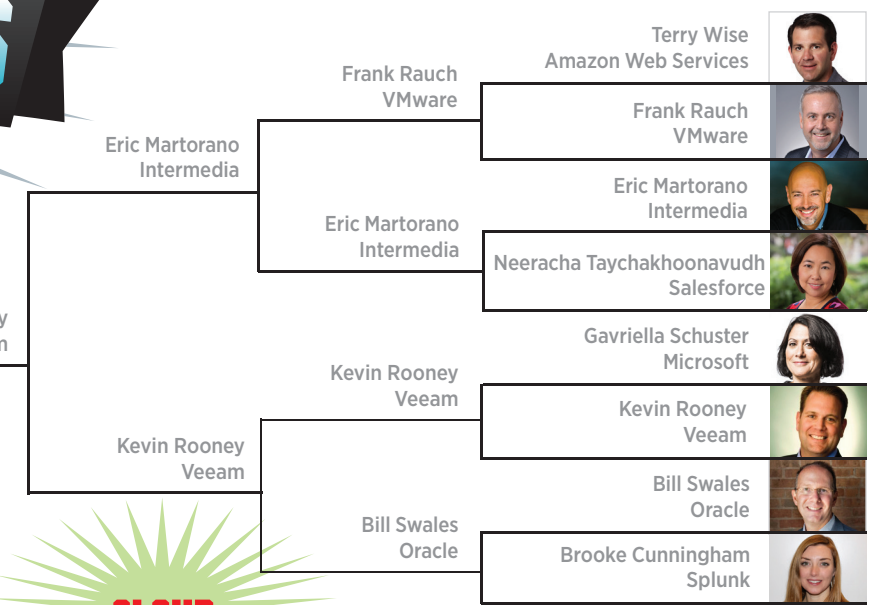 Terry Wise
Amazon Web Services
Frank Rauch
VMware
Frank Rauch
VMware
Eric Martorano
Intermedia
Eric Martorano
Intermedia
Eric Martorano
Intermedia
Neeracha Taychakhoonavudh
Salesforce
Gavriella Schuster
Microsoft
Kevin Rooney
Veeam
Kevin Rooney
Veeam
Kevin Rooney
Veeam
Bill Swales
Oracle
Bill Swales
Oracle
Brooke Cunningham
Splunk
y
m
S
CLOUD